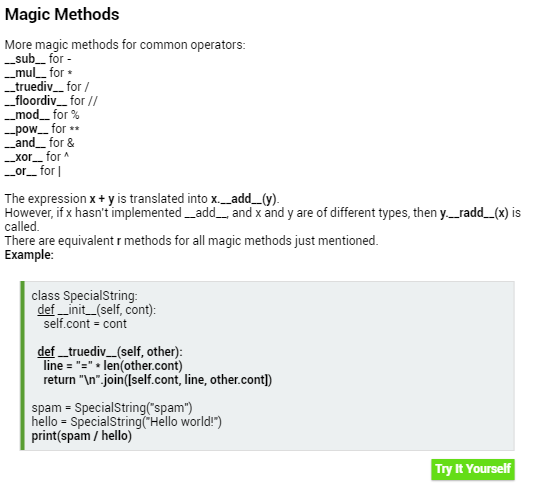 Magic Methods
More magic methods for common operators:
__sub__ for -
__mul__ for *
__truediv__ for /
__floordiv__ for //
__mod__ for %
__pow__ for **
__and__ for &
__xor__ for ^
__or__ for |
The expression x + y is translated into x.__add__(y).
However, if x hasn't implemented __add__, and x and y are of different types, then y.__radd__(x) is
called.
There are equivalent r methods for all magic methods just mentioned.
Example:
class SpecialString:
def __init__(self, cont):
self.cont = cont
def __truediv__(self, other):
line = "=" * len(other.cont)
return "\n".join([self.cont, line, other.cont])
spam = SpecialString("spam")
hello = SpecialString("Hello world!")
print(spam / hello)
Try It Yourself